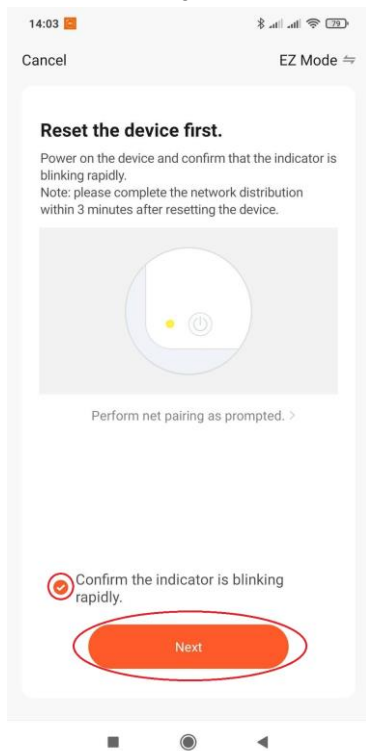 14:03
79
Cancel
EZ Mode
Reset the device first.
Power on the device and confirm that the indicator is
blinking rapidly.
Note: please complete the network distribution
within 3 minutes after resetting the device.
Perform net pairing as prompted. >
Confirm the indicator is blinking
rapidly.
Next